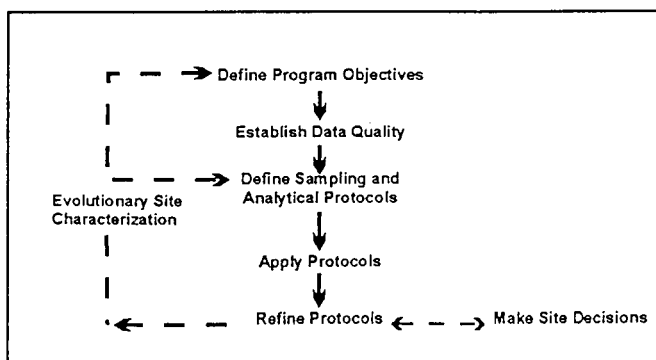 Define Program Objectives
Establish Data Quality
Define Sampling and
Analytical Protocols
Evolutionary Site
Characterization
Apply Protocols
Refine Protocols
Make Site Decisions